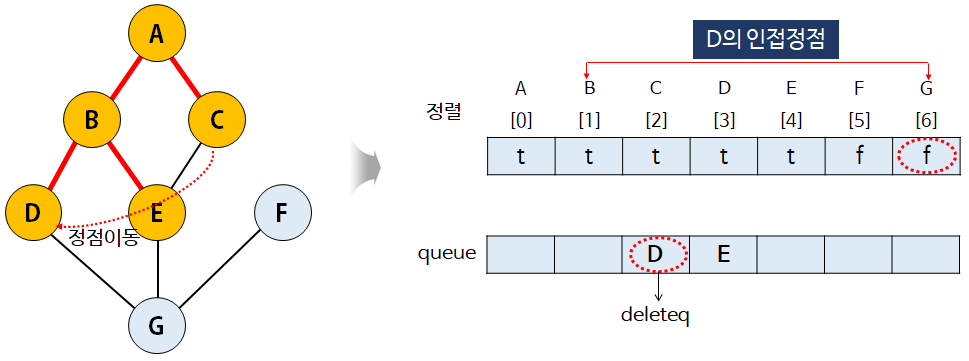 A
B
C
D
E
F
정점이동
G
D의 인접정점
A B C D E F G
정렬 [0] [1] [2] [3] [4] [5] [6]
t t t t t f f
queue D E
deleteq